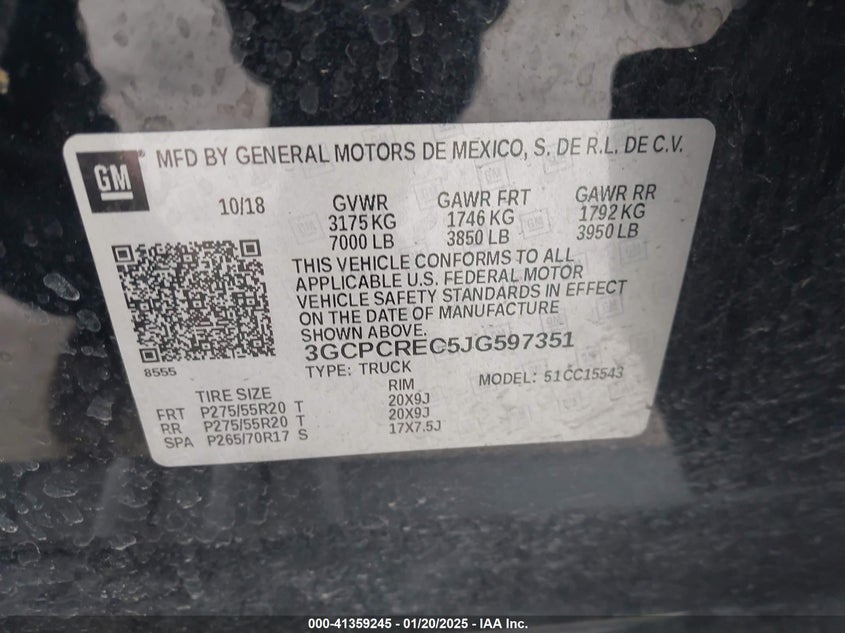 GM
® MFD BY GENERAL MOTORS DE MEXICO, S. DE R.L. DE C.V.
10/18 GVWR GAWR FRT GAWR RR
3175 KG 1746 KG 1792 KG
7000 LB 3850 LB 3950 LB
THIS VEHICLE CONFORMS TO ALL
APPLICABLE U.S. FEDERAL MOTOR
VEHICLE SAFETY STANDARDS IN EFFECT
ON THE DATE OF MANUFACTURE
SHOWN ABOVE.
3GCPCREC5JG597351
8555
TYPE: TRUCK MODEL: 51CC15543
TIRE SIZE RIM
FRT P275/55R20 T 20X9J
RR P275/55R20 T 20X9J
SPA P265/70R17 S 17X7.5J
000-41359245 - 01/20/2025 - IAA Inc.